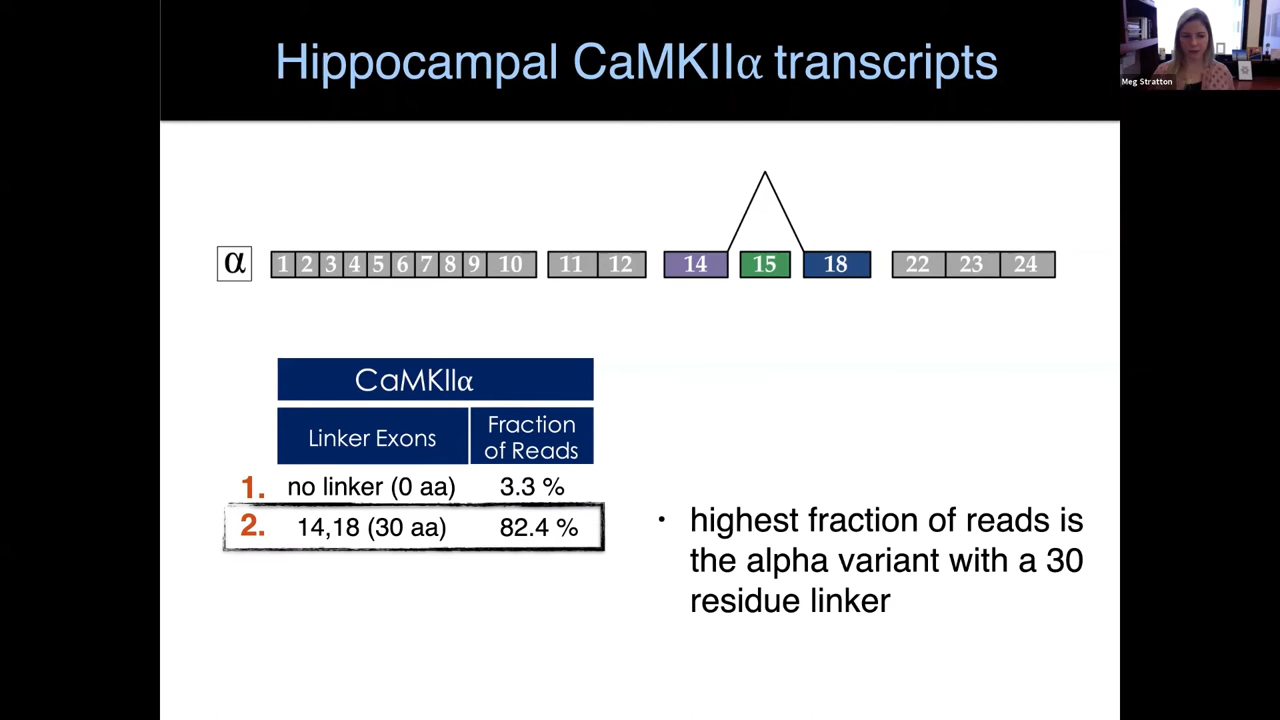 Hippocampal CaMKIIα transcripts
Meg Stratton
α 1 2 3 4 5 6 7 8 9 10 11 12 14 15 18 22 23 24
CaMKIIα
Linker Exons
Fraction
of Reads
1. no linker (0 aa) 3.3 %
2. 14,18 (30 aa) 82.4 %
• highest fraction of reads is
the alpha variant with a 30
residue linker